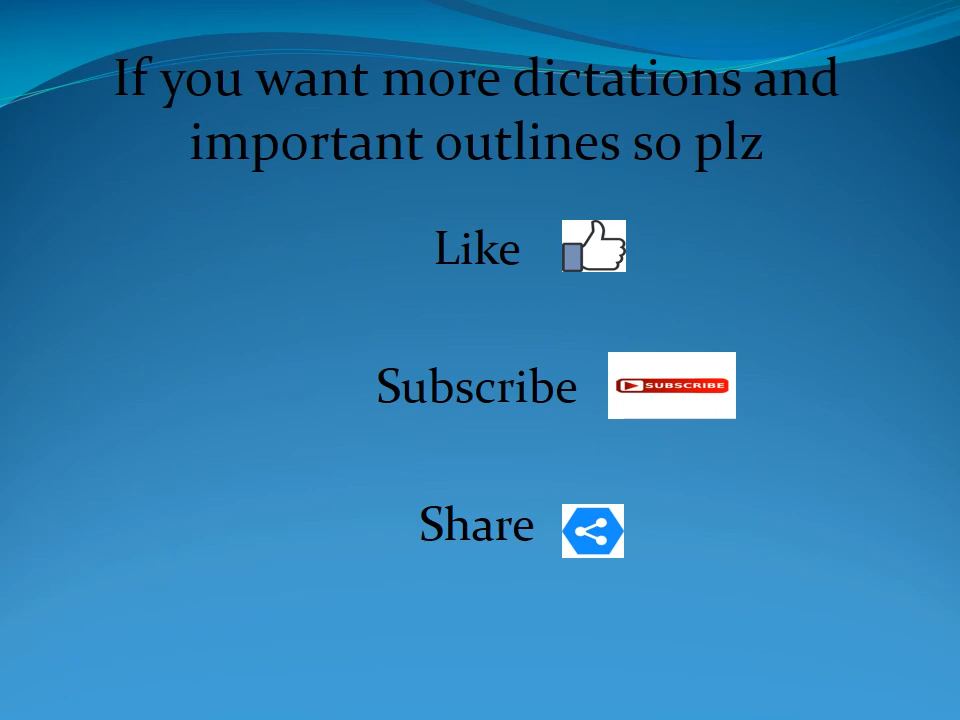 If you want more dictations and
important outlines so plz
Like
Subscribe
SUBSCRIBE
Share